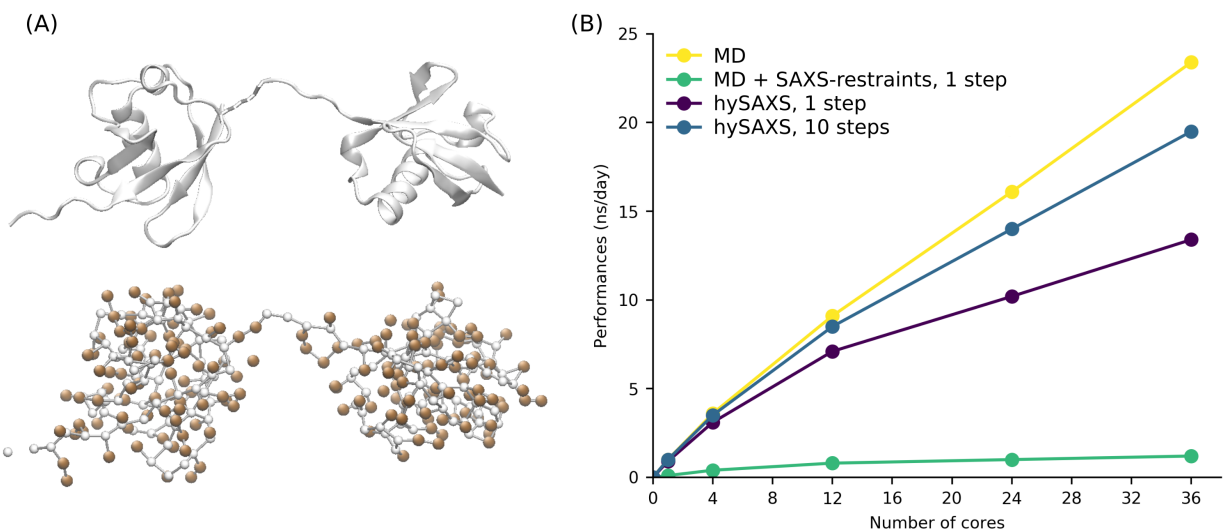 (A)
(B)
MD
MD + SAXS-restraints, 1 step
hySAXS, 1 step
hySAXS, 10 steps
Performances (ns/day)
25
20
15
10
5
0
0 4 8 12 16 20 24 28 32 36
Number of cores